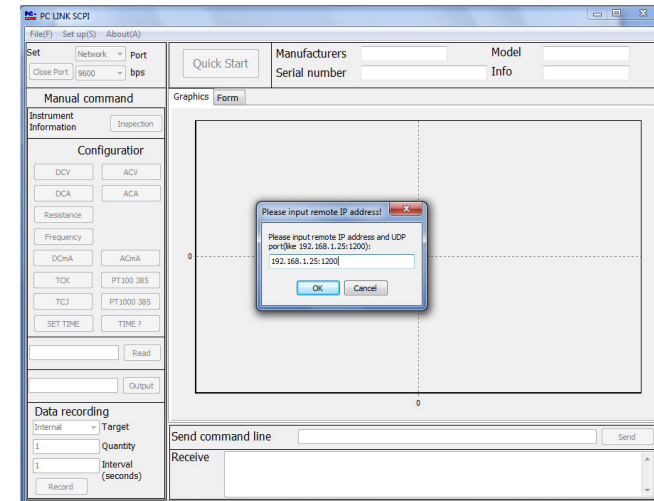 PC-LINK PC LINK SCPI
File(F) Set up(S) About(A)
Set Network Port
Close Port 9600 bps
Quick Start
Manufacturers Model
Serial number Info
Manual command
Graphics Form
Instrument
Information Inspection
Configuratior
DCV ACV
DCA ACA
Resistance
Frequency
DCmA ACmA
TCK PT100 385
TCJ PT1000 385
SET TIME TIME ?
Read
Output
Data recording
Internal Target
1 Quantity
1 Interval
(seconds)
Record
0
0
Please input remote IP address!
Please input remote IP address and UDP
port(like 192.168.1.25:1200):
192.168.1.25:1200
OK Cancel
Send command line Send
Receive